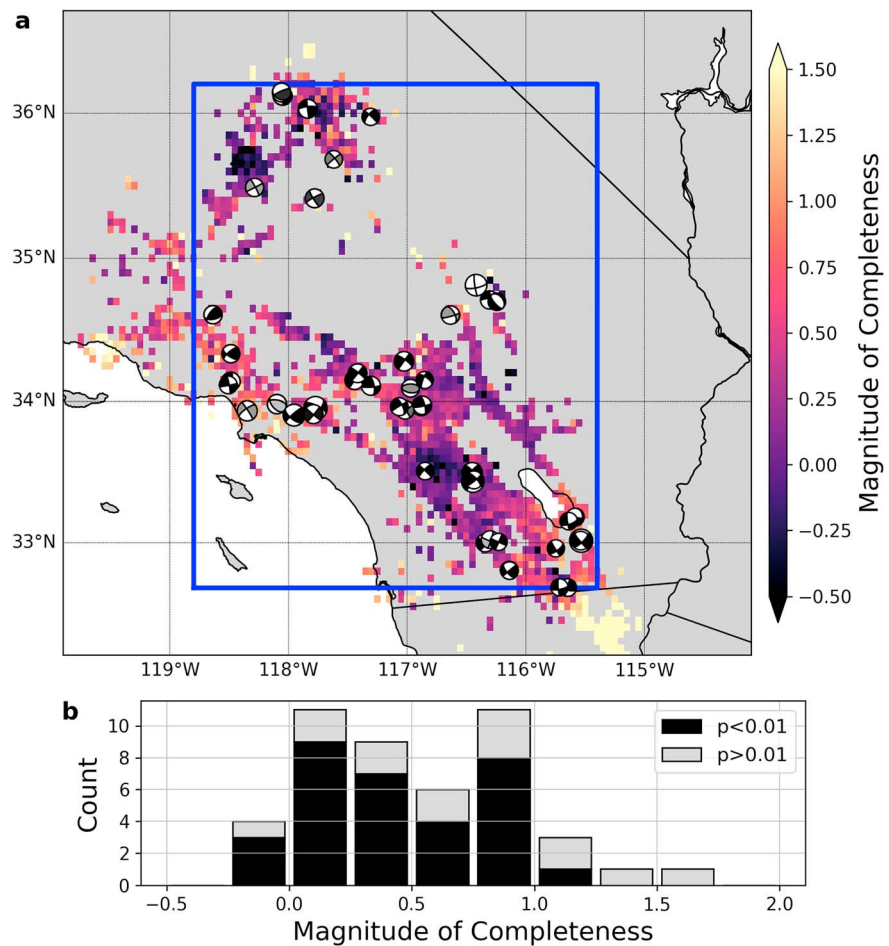 a
36°N
35°N
34°N
33°N
119°W 118°W 117°W 116°W 115°W
1.50
1.25
1.00
0.75
0.50
0.25
0.00
−0.25
−0.50
Magnitude of Completeness
b
p<0.01
p>0.01
10
8
6
4
2
0
Count
−0.5 0.0 0.5 1.0 1.5 2.0
Magnitude of Completeness